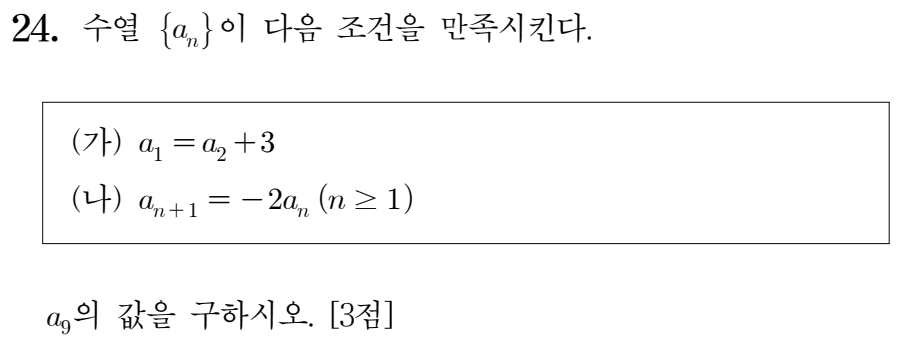 24. 수열 {aₙ}이 다음 조건을 만족시킨다.
(가) a₁ = a₂ + 3
(나) aₙ₊₁ = −2aₙ (n ≥ 1)
a₉의 값을 구하시오. [3점]